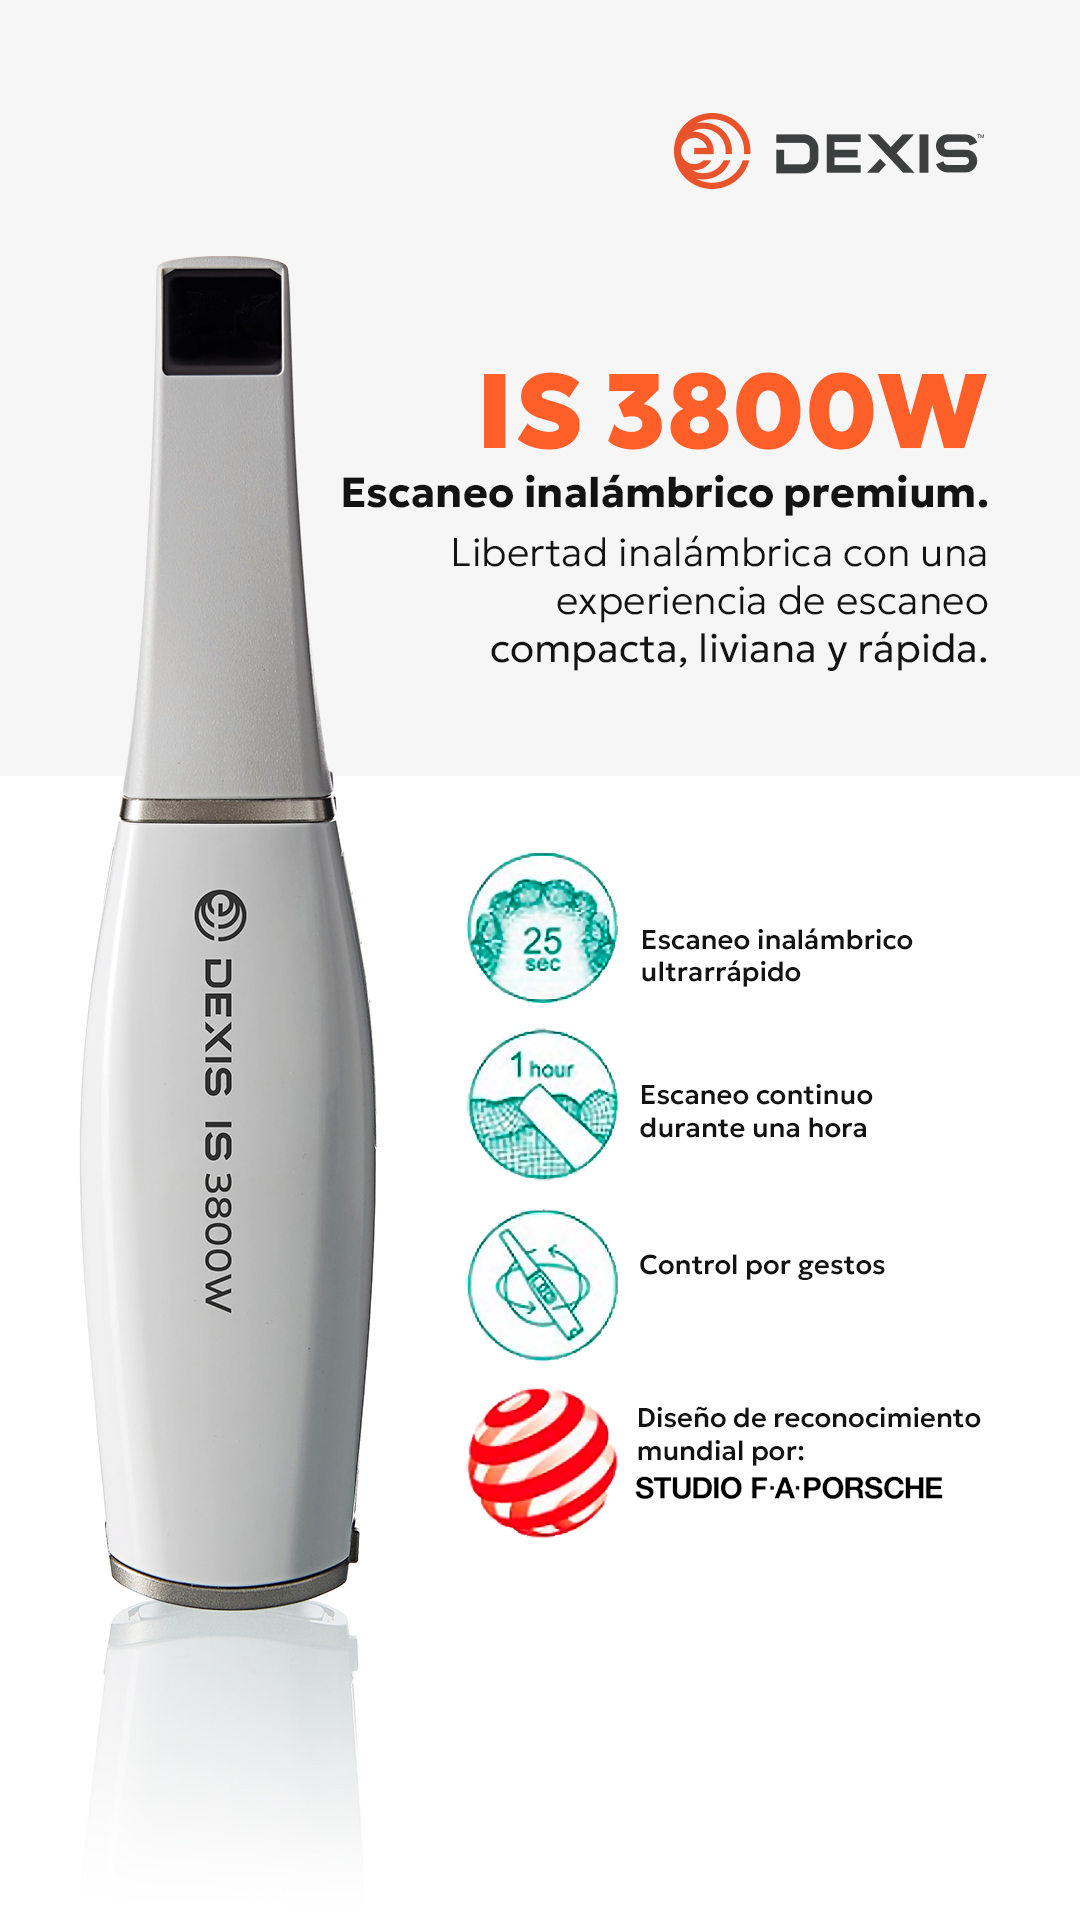 DEXIS™
IS 3800W
Escaneo inalámbrico premium.
Libertad inalámbrica con una
experiencia de escaneo
compacta, liviana y rápida.
DEXIS IS 3800W
25
sec
Escaneo inalámbrico
ultrarrápido
1 hour
Escaneo continuo
durante una hora
Control por gestos
Diseño de reconocimiento
mundial por:
STUDIO F·A·PORSCHE